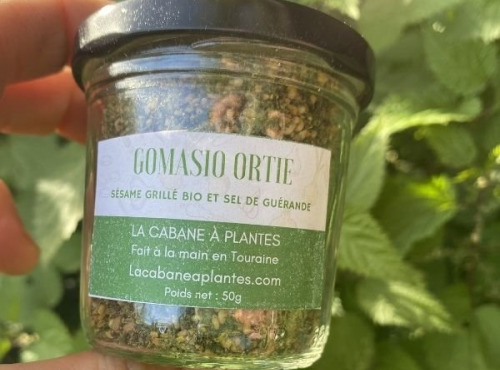 GOMASIO ORTIE
SÉSAME GRILLÉ BIO ET SEL DE GUÉRANDE
LA CABANE À PLANTES
Fait à la main en Touraine
Lacabaneaplantes.com
Poids net : 50g